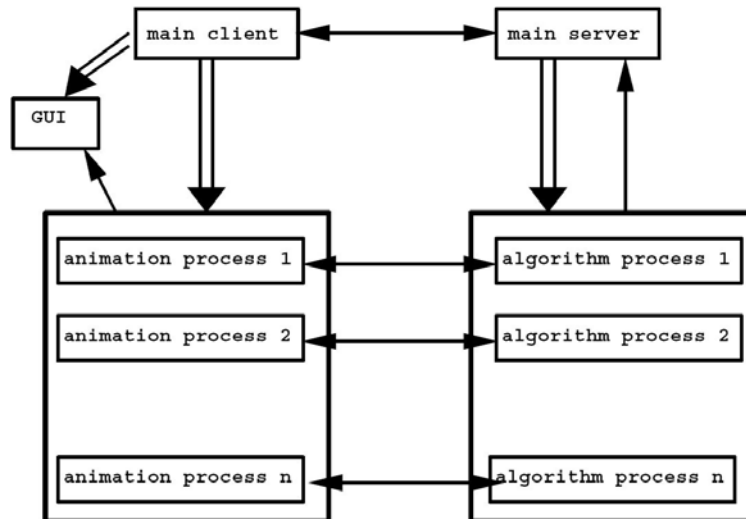 main client
main server
GUI
animation process 1
algorithm process 1
animation process 2
algorithm process 2
animation process n
algorithm process n